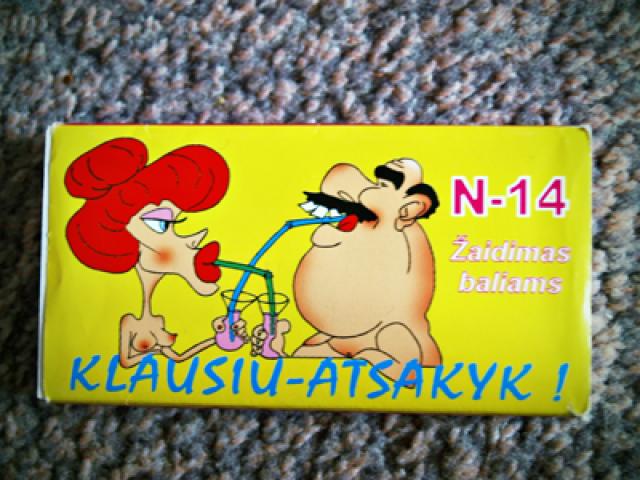 N-14
Žaidimas
baliams
KLAUSIU-ATSAKYK !